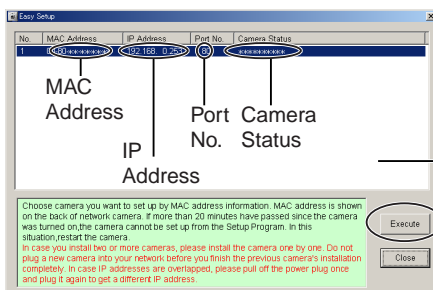 Easy Setup
No. MAC Address IP Address Port No. Camera Status
1 00-80-**-**-**-** 192.168. 0.253 80 **********
MAC
Address
IP
Address
Port
No.
Camera
Status
Choose camera you want to set up by MAC address information. MAC address is shown
on the back of network camera. If more than 20 minutes have passed since the camera
was turned on,the camera cannot be set up from the Setup Program. In this
situation,restart the camera.
In case you install two or more cameras, please install the camera one by one. Do not
plug a new camera into your network before you finish the previous camera's installation
completely. In case IP addresses are overlapped, please pull off the power plug once
and plug it again to get a different IP address.
Execute
Close